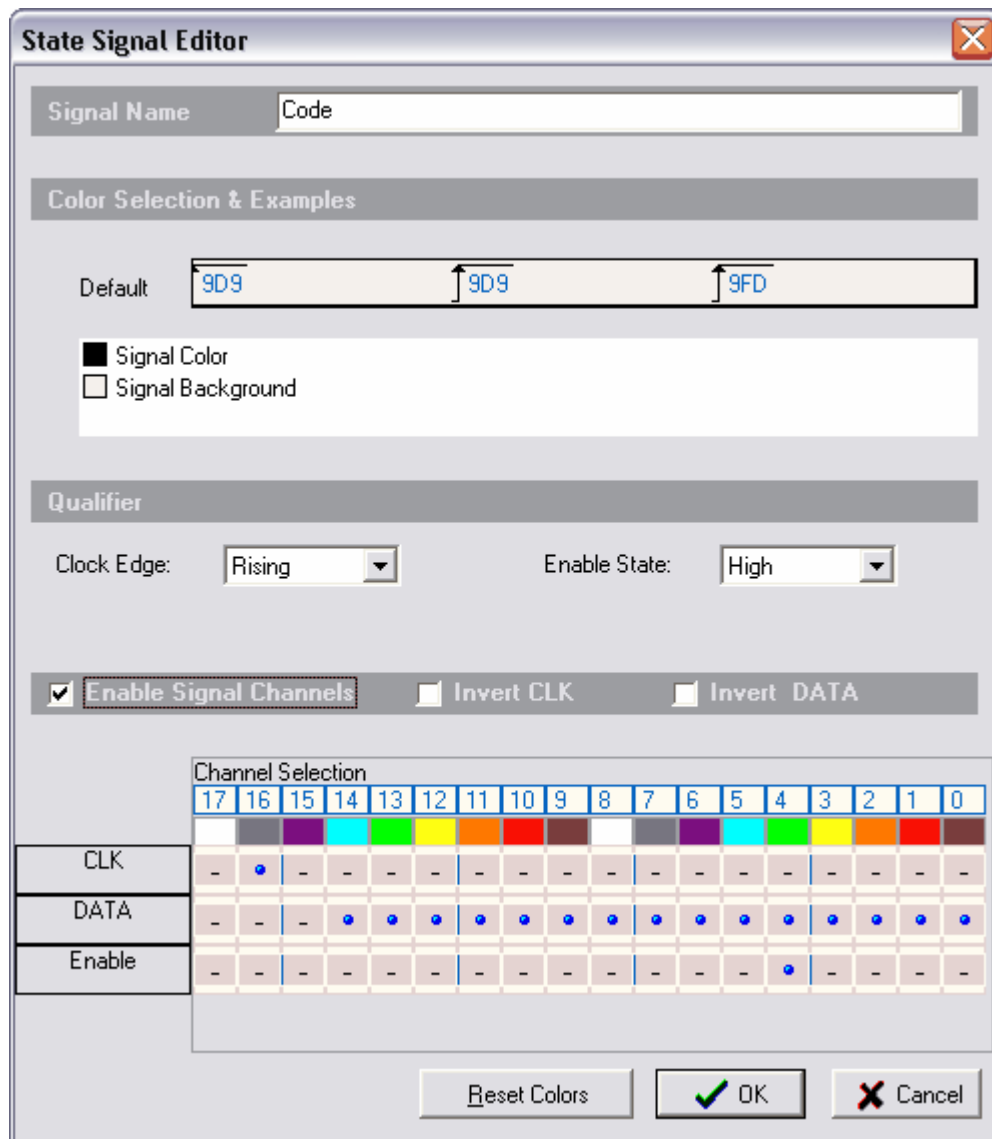 State Signal Editor
Signal Name Code
Color Selection & Examples
Default 9D9 9D9 9FD
Signal Color
Signal Background
Qualifier
Clock Edge: Rising Enable State: High
Enable Signal Channels Invert CLK Invert DATA
Channel Selection
17 16 15 14 13 12 11 10 9 8 7 6 5 4 3 2 1 0
CLK - - - - - - - - - - - - - - - - -
DATA - - -
Enable - - - - - - - - - - - - - - - - -
Reset Colors OK Cancel